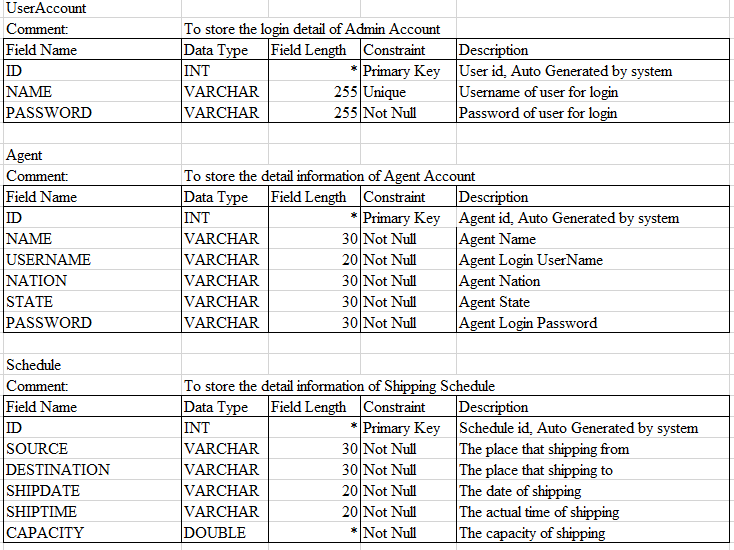 UserAccount
Comment: To store the login detail of Admin Account
Field Name Data Type Field Length Constraint Description
ID INT * Primary Key User id, Auto Generated by system
NAME VARCHAR 255 Unique Username of user for login
PASSWORD VARCHAR 255 Not Null Password of user for login
Agent
Comment: To store the detail information of Agent Account
Field Name Data Type Field Length Constraint Description
ID INT * Primary Key Agent id, Auto Generated by system
NAME VARCHAR 30 Not Null Agent Name
USERNAME VARCHAR 20 Not Null Agent Login UserName
NATION VARCHAR 30 Not Null Agent Nation
STATE VARCHAR 30 Not Null Agent State
PASSWORD VARCHAR 30 Not Null Agent Login Password
Schedule
Comment: To store the detail information of Shipping Schedule
Field Name Data Type Field Length Constraint Description
ID INT * Primary Key Schedule id, Auto Generated by system
SOURCE VARCHAR 30 Not Null The place that shipping from
DESTINATION VARCHAR 30 Not Null The place that shipping to
SHIPDATE VARCHAR 20 Not Null The date of shipping
SHIPTIME VARCHAR 20 Not Null The actual time of shipping
CAPACITY DOUBLE * Not Null The capacity of shipping